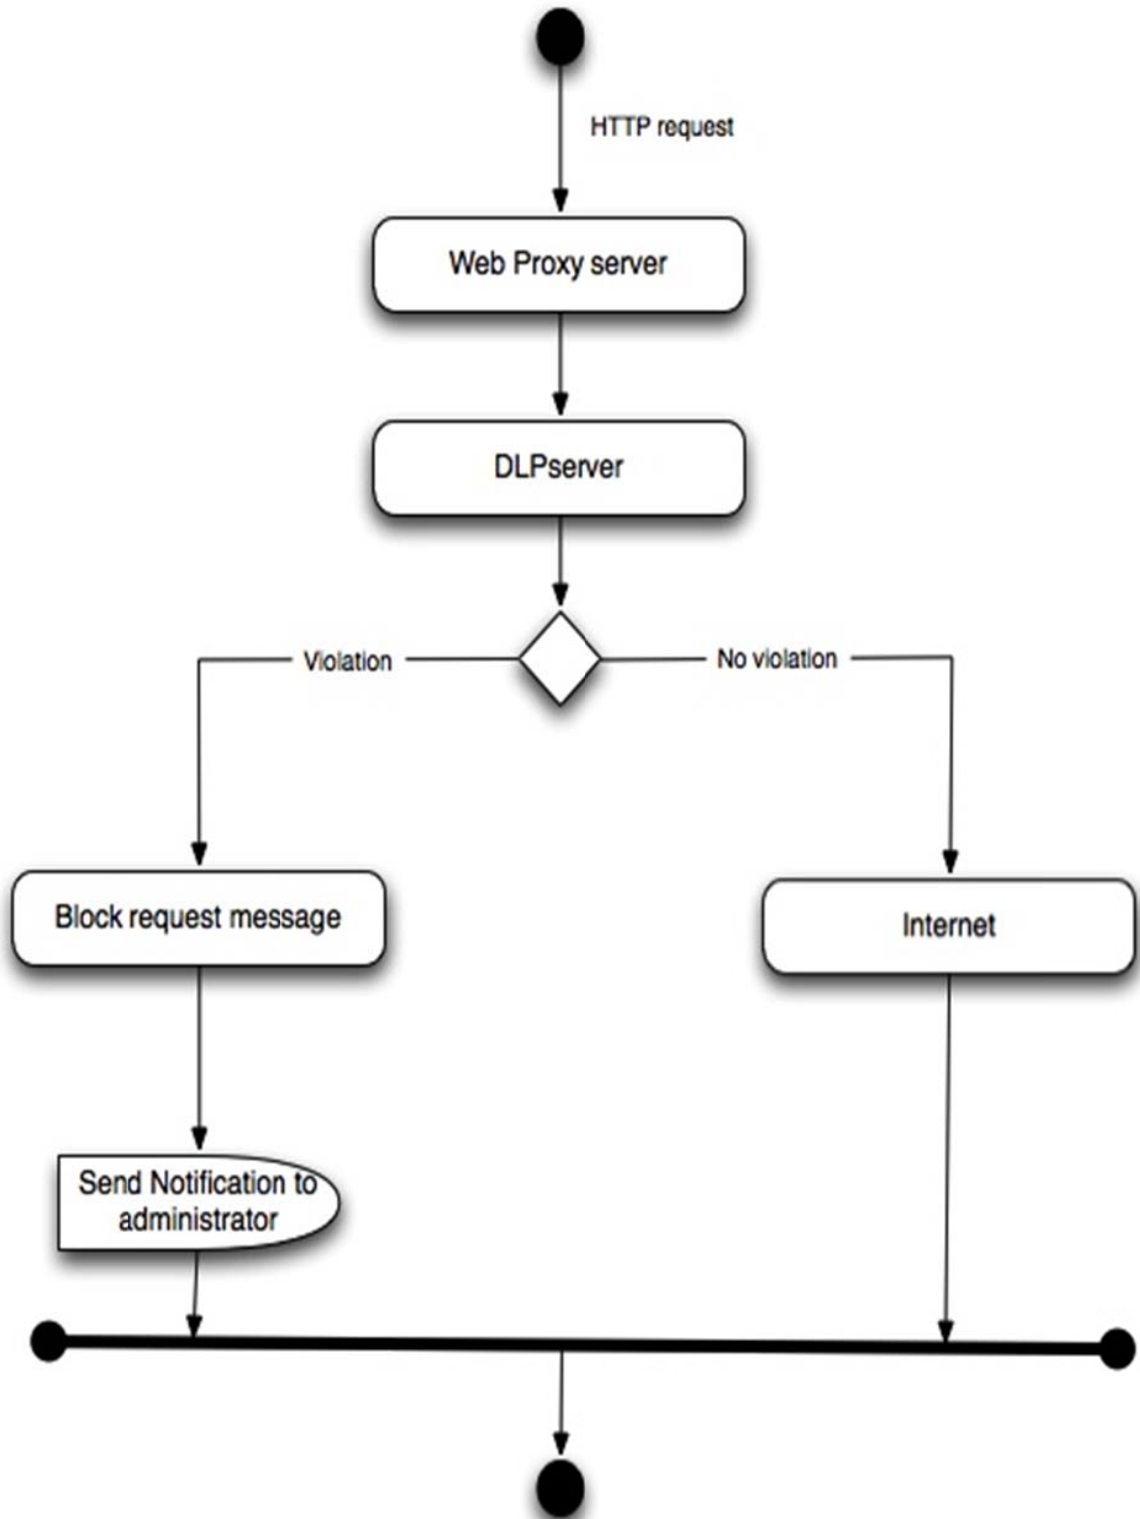 HTTP request
Web Proxy server
DLPserver
Violation
No violation
Block request message
Internet
Send Notification to
administrator